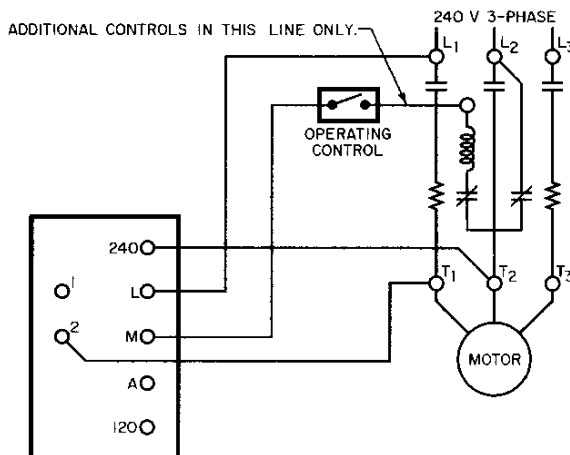 240 V 3-PHASE
ADDITIONAL CONTROLS IN THIS LINE ONLY.
L1
L2
L3
OPERATING
CONTROL
240
1
L
T1
T2
T3
2
M
MOTOR
A
120